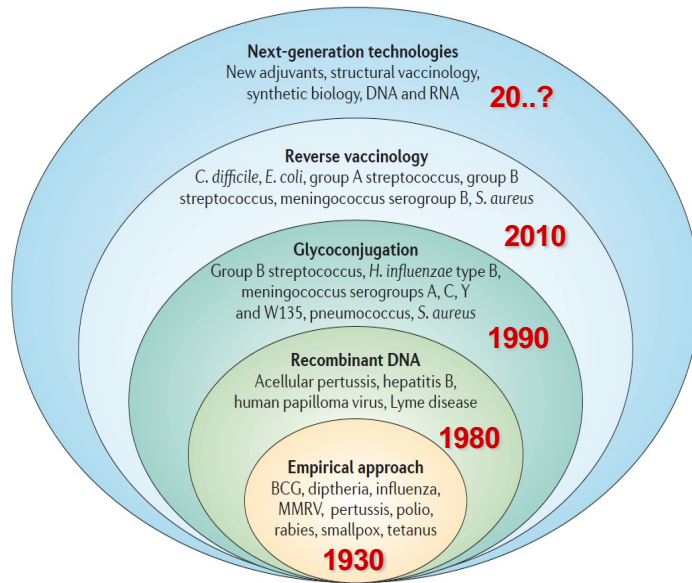 Next-generation technologies
New adjuvants, structural vaccinology,
synthetic biology, DNA and RNA
20..?
Reverse vaccinology
C. difficile, E. coli, group A streptococcus, group B
streptococcus, meningococcus serogroup B, S. aureus
2010
Glycoconjugation
Group B streptococcus, H. influenzae type B,
meningococcus serogroups A, C, Y
and W135, pneumococcus, S. aureus
1990
Recombinant DNA
Acellular pertussis, hepatitis B,
human papilloma virus, Lyme disease
1980
Empirical approach
BCG, diptheria, influenza,
MMRV, pertussis, polio,
rabies, smallpox, tetanus
1930